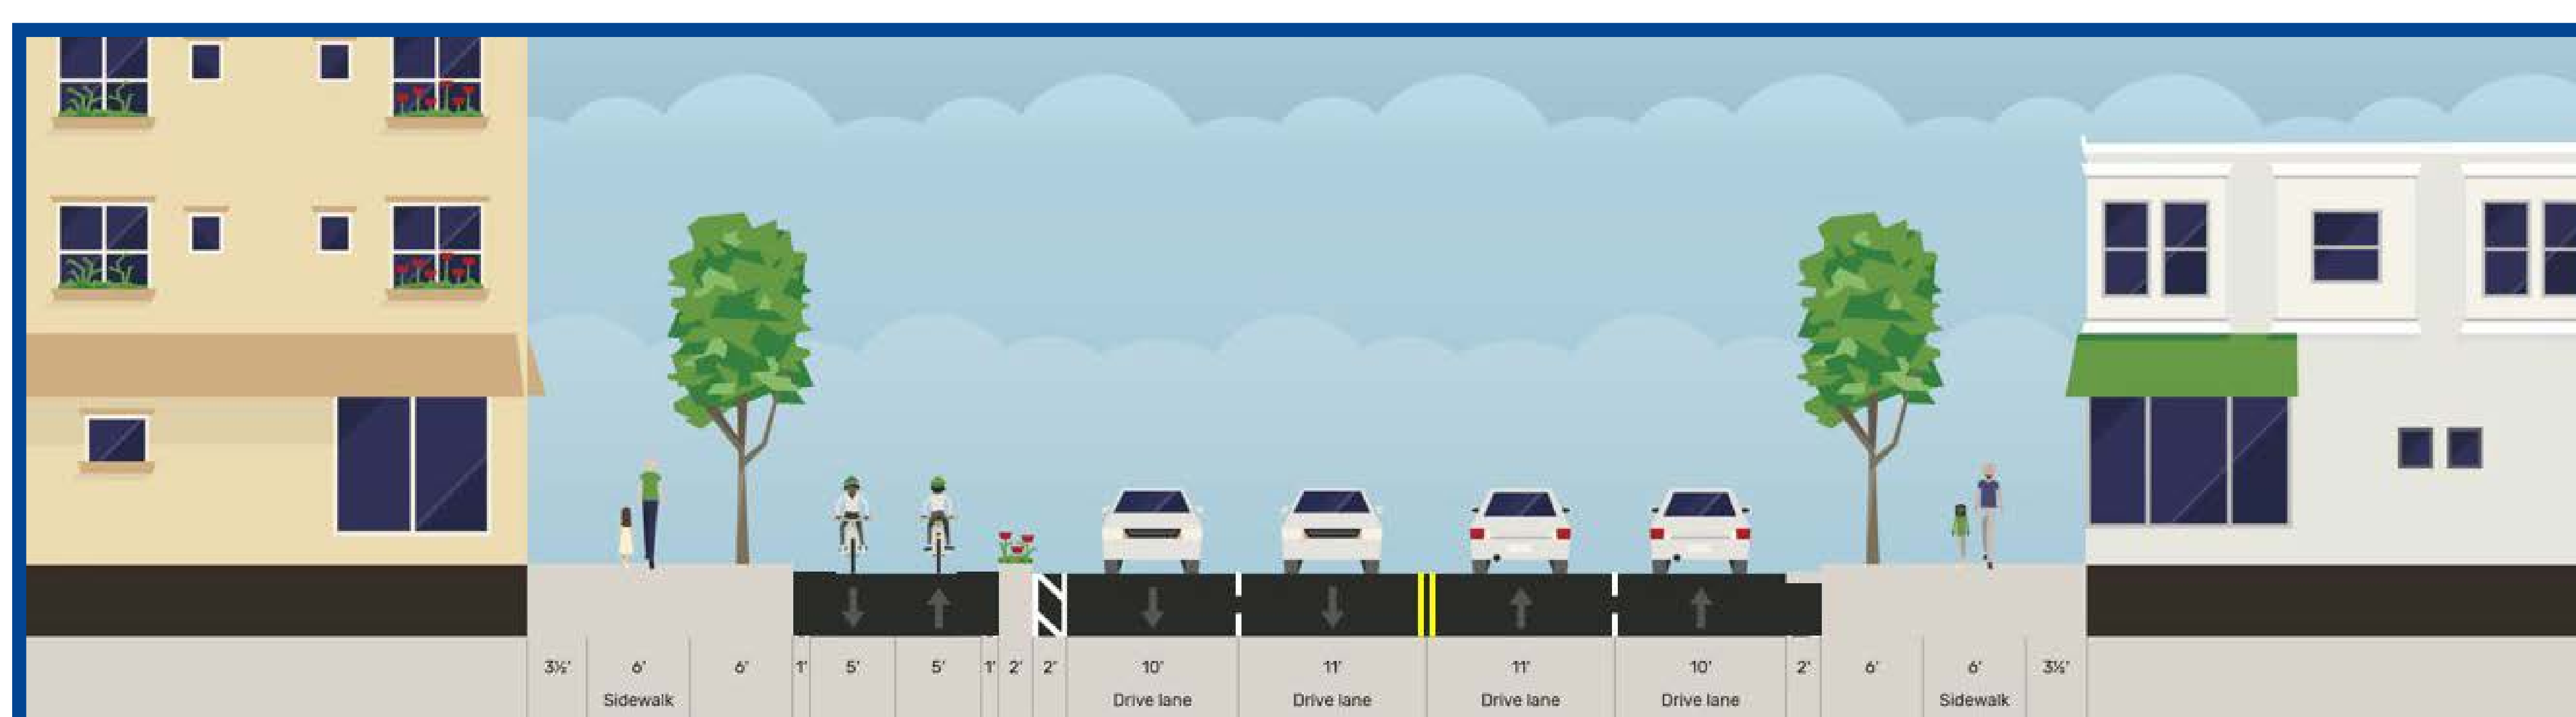 3½' 6' 6' 1' 5' 5' 1' 2' 2' 10' 11' 11' 10' 2' 6' 6' 3½'
Sidewalk Drive lane Drive lane Drive lane Drive lane Sidewalk